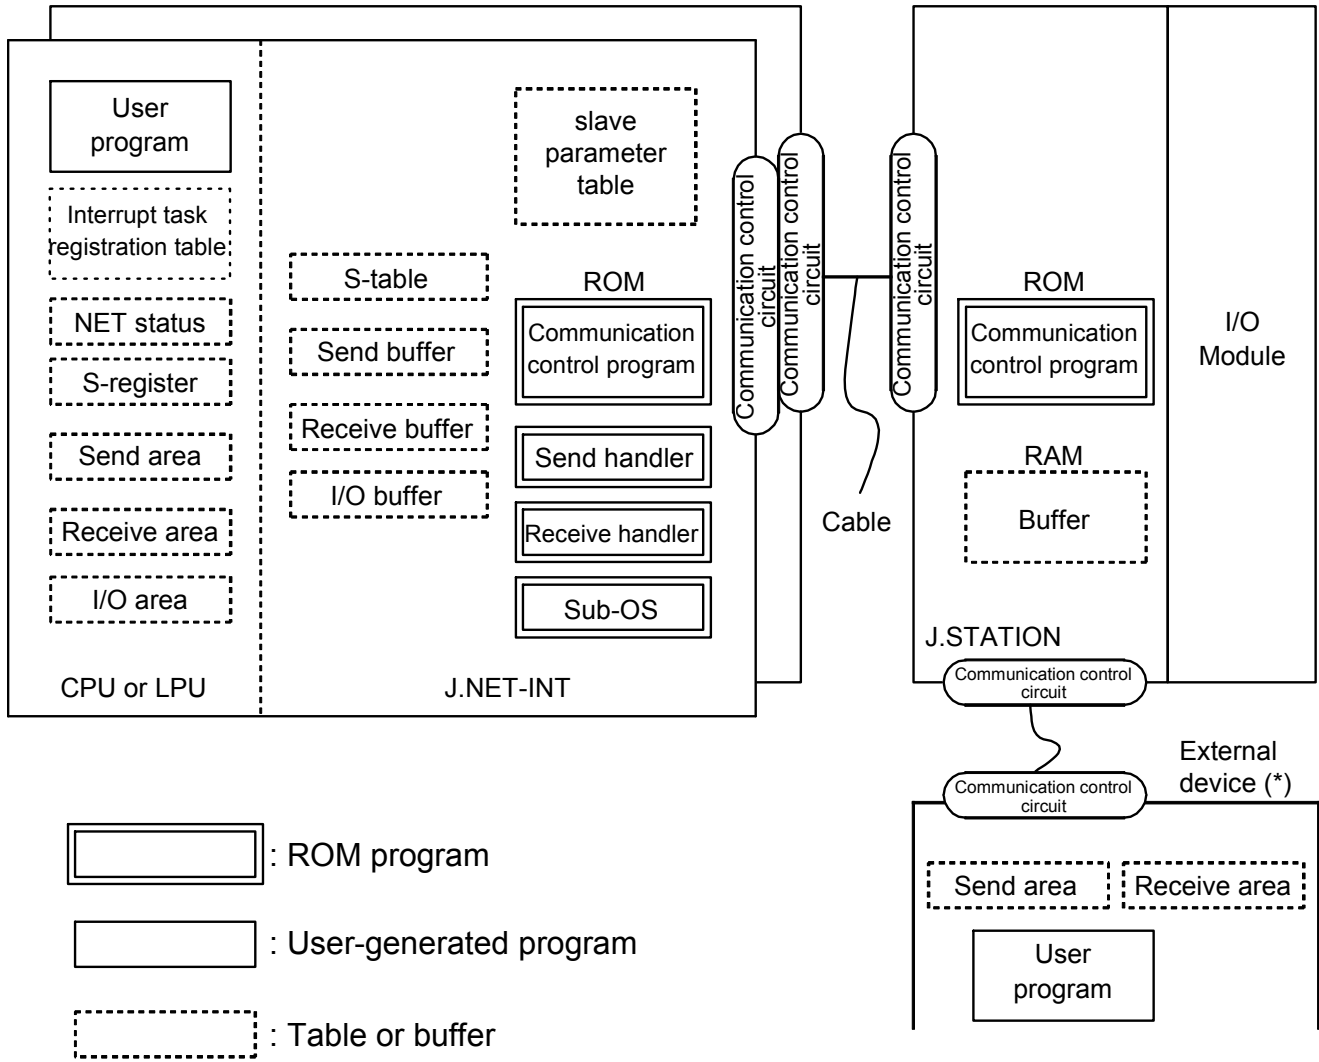 User
program
Interrupt task
registration table
NET status
S-register
Send area
Receive area
I/O area
CPU or LPU
S-table
Send buffer
Receive buffer
I/O buffer
slave
parameter
table
ROM
Communication
control program
Send handler
Receive handler
Sub-OS
J.NET-INT
Communication control
circuit
Communication control
circuit
Cable
Communication control
circuit
ROM
Communication
control program
RAM
Buffer
J.STATION
I/O
Module
Communication control
circuit
External
device (*)
Communication control
circuit
Send area
Receive area
User
program
: ROM program
: User-generated program
: Table or buffer